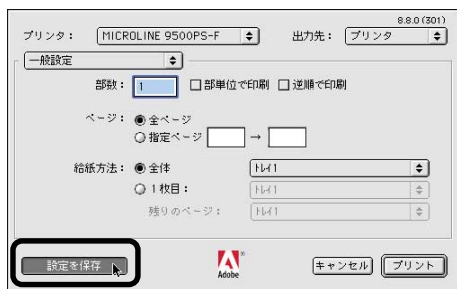 8.8.0 (301)
プリンタ： MICROLINE 9500PS-F 出力先： プリンタ
一般設定
部数： 1 部単位で印刷 逆順で印刷
ページ： 全ページ
指定ページ →
給紙方法： 全体 トレイ1
1 枚目： トレイ1
残りのページ： トレイ1
設定を保存 Adobe キャンセル プリント